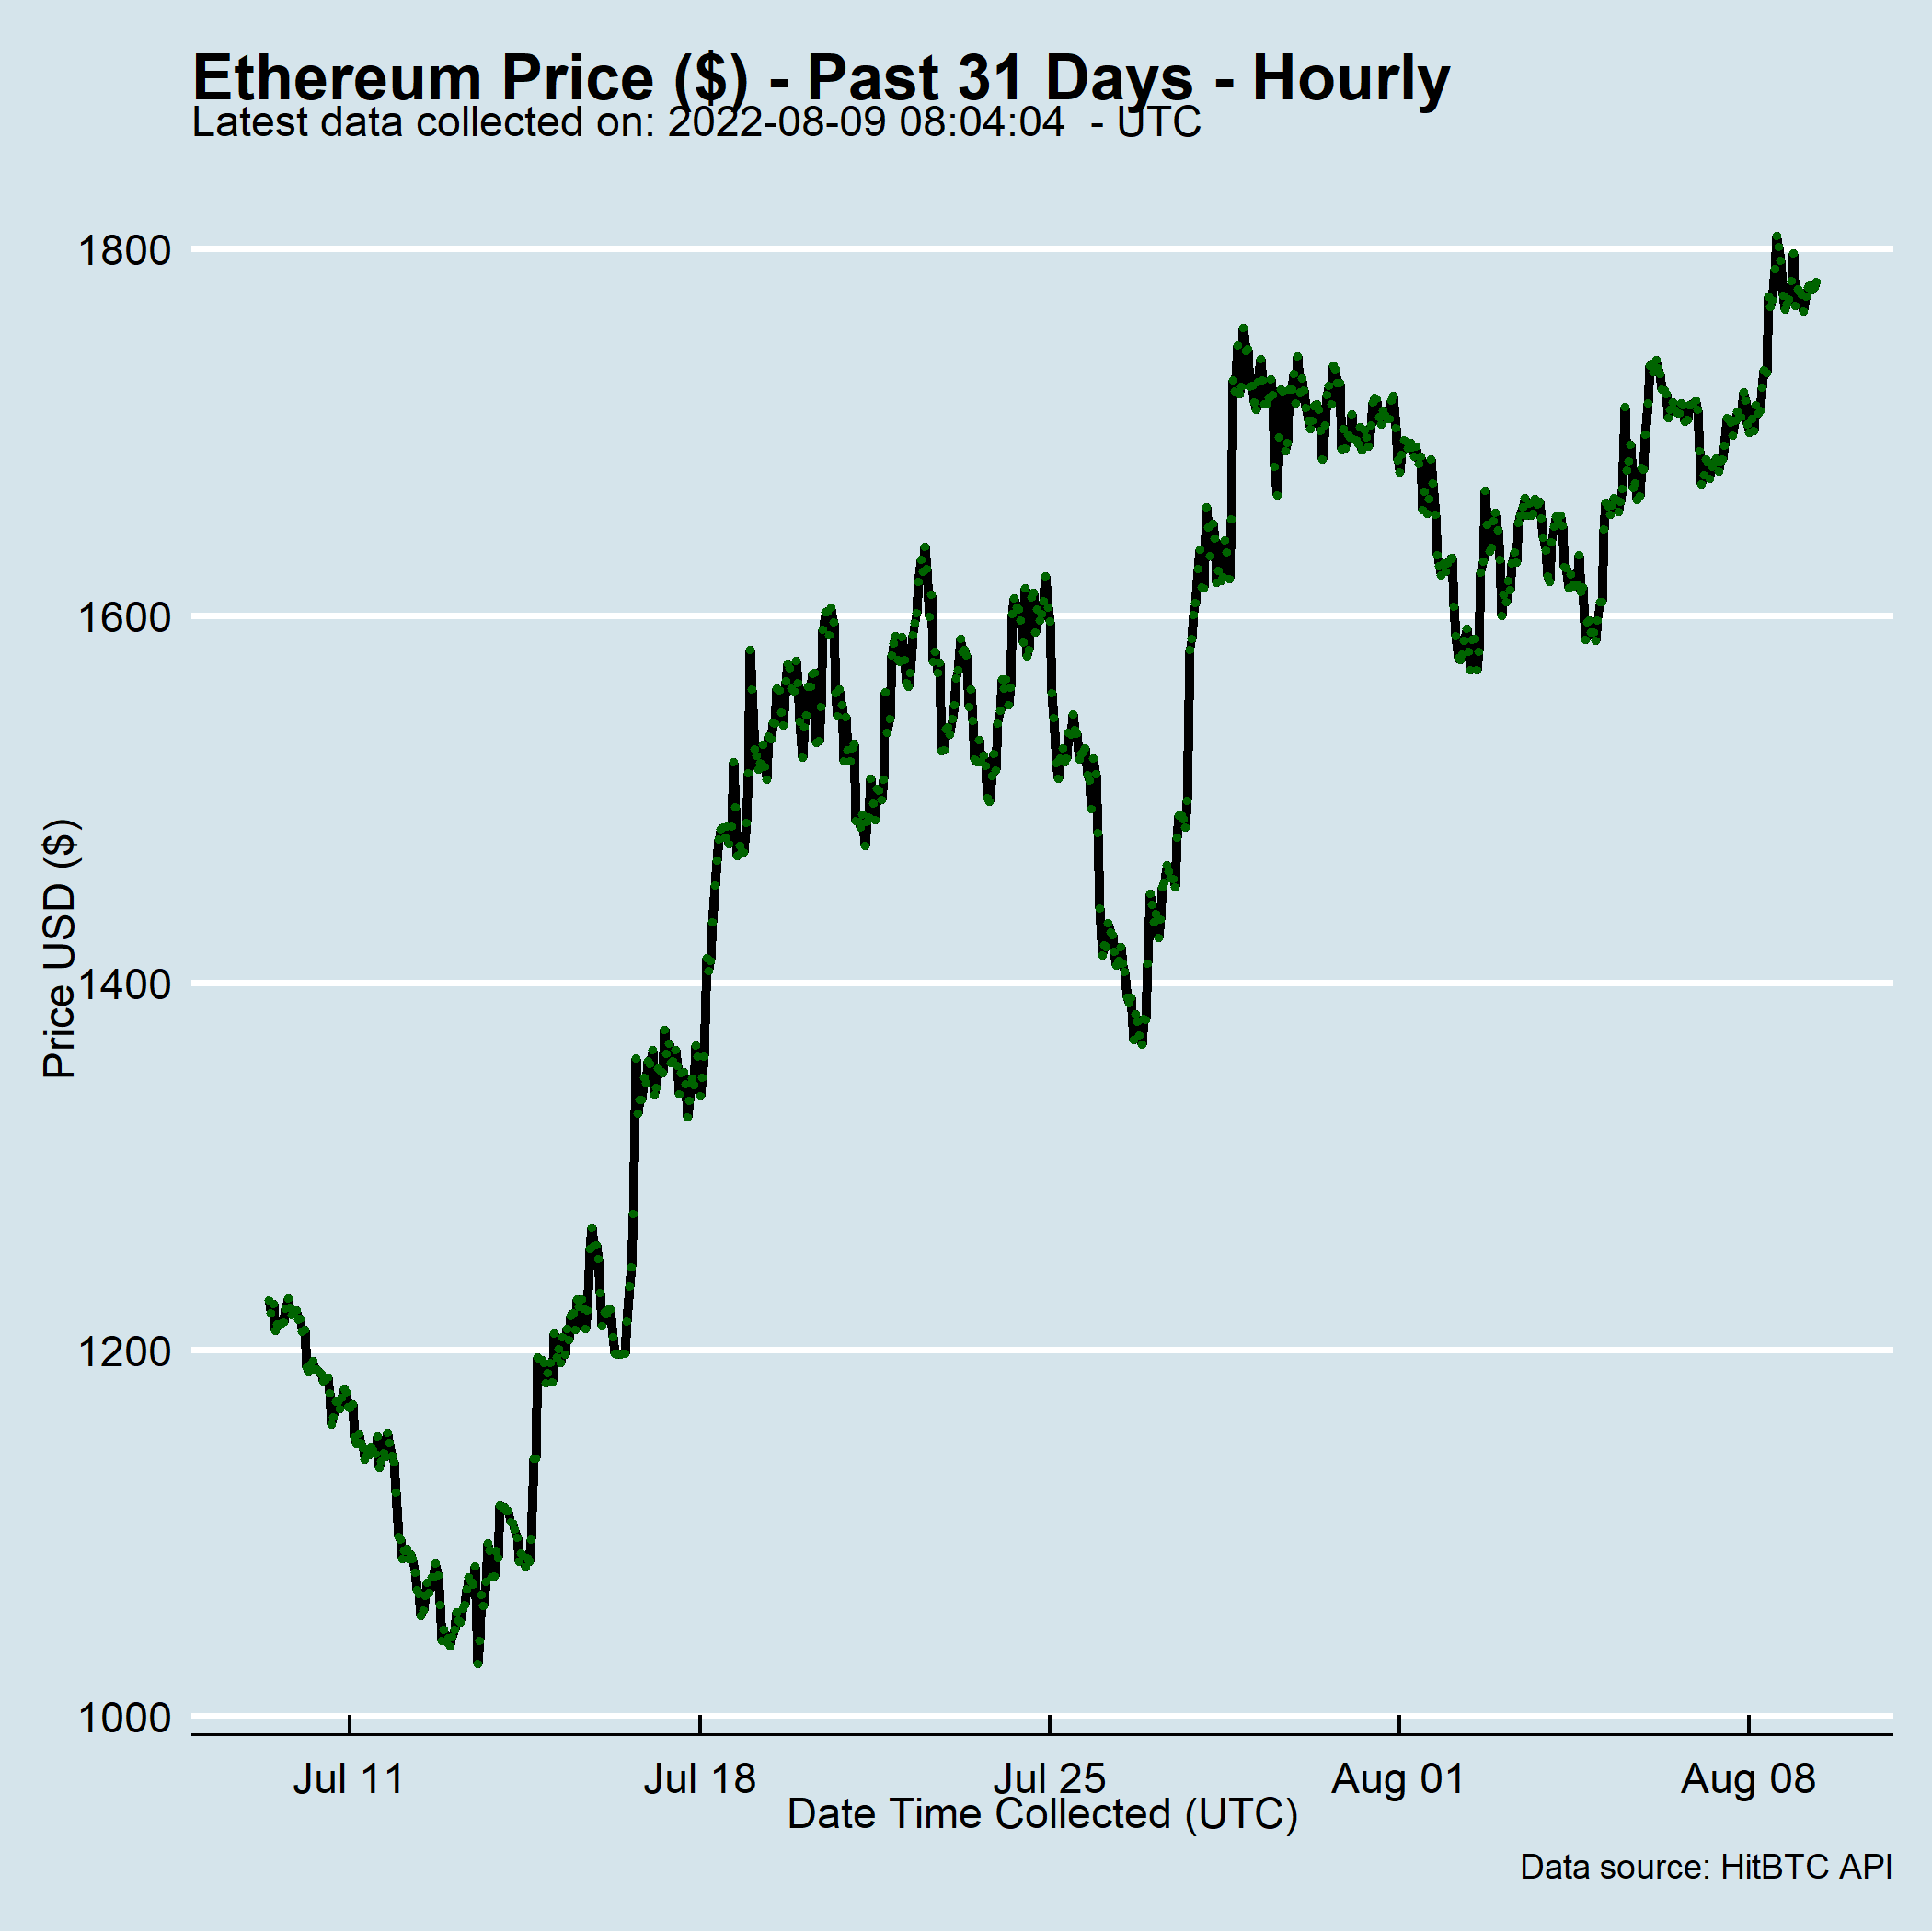 Ethereum Price ($) - Past 31 Days - Hourly
Latest data collected on: 2022-08-09 08:04:04  - UTC
Price USD ($)
1800
1600
1400
1200
1000
Jul 11 Jul 18 Jul 25 Aug 01 Aug 08
Date Time Collected (UTC)
Data source: HitBTC API